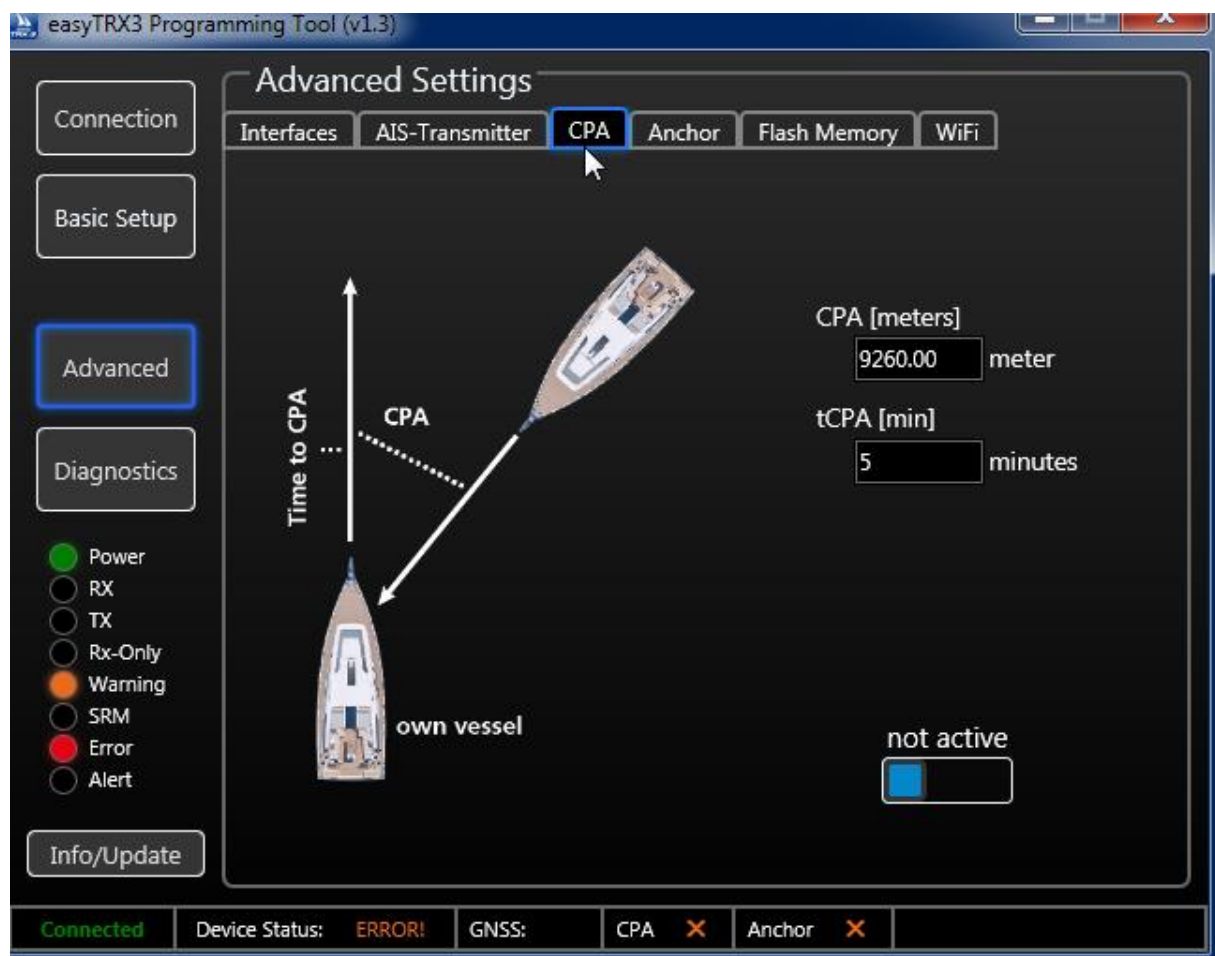 easyTRX3 Programming Tool (v1.3)
Advanced Settings
Connection
Interfaces AIS-Transmitter CPA Anchor Flash Memory WiFi
Basic Setup
CPA [meters]
9260.00 meter
Advanced
Time to CPA
CPA
tCPA [min]
5 minutes
Diagnostics
Power
RX
TX
Rx-Only
Warning
SRM
Error
Alert
own vessel
not active
Info/Update
Connected Device Status: ERROR! GNSS: CPA Anchor